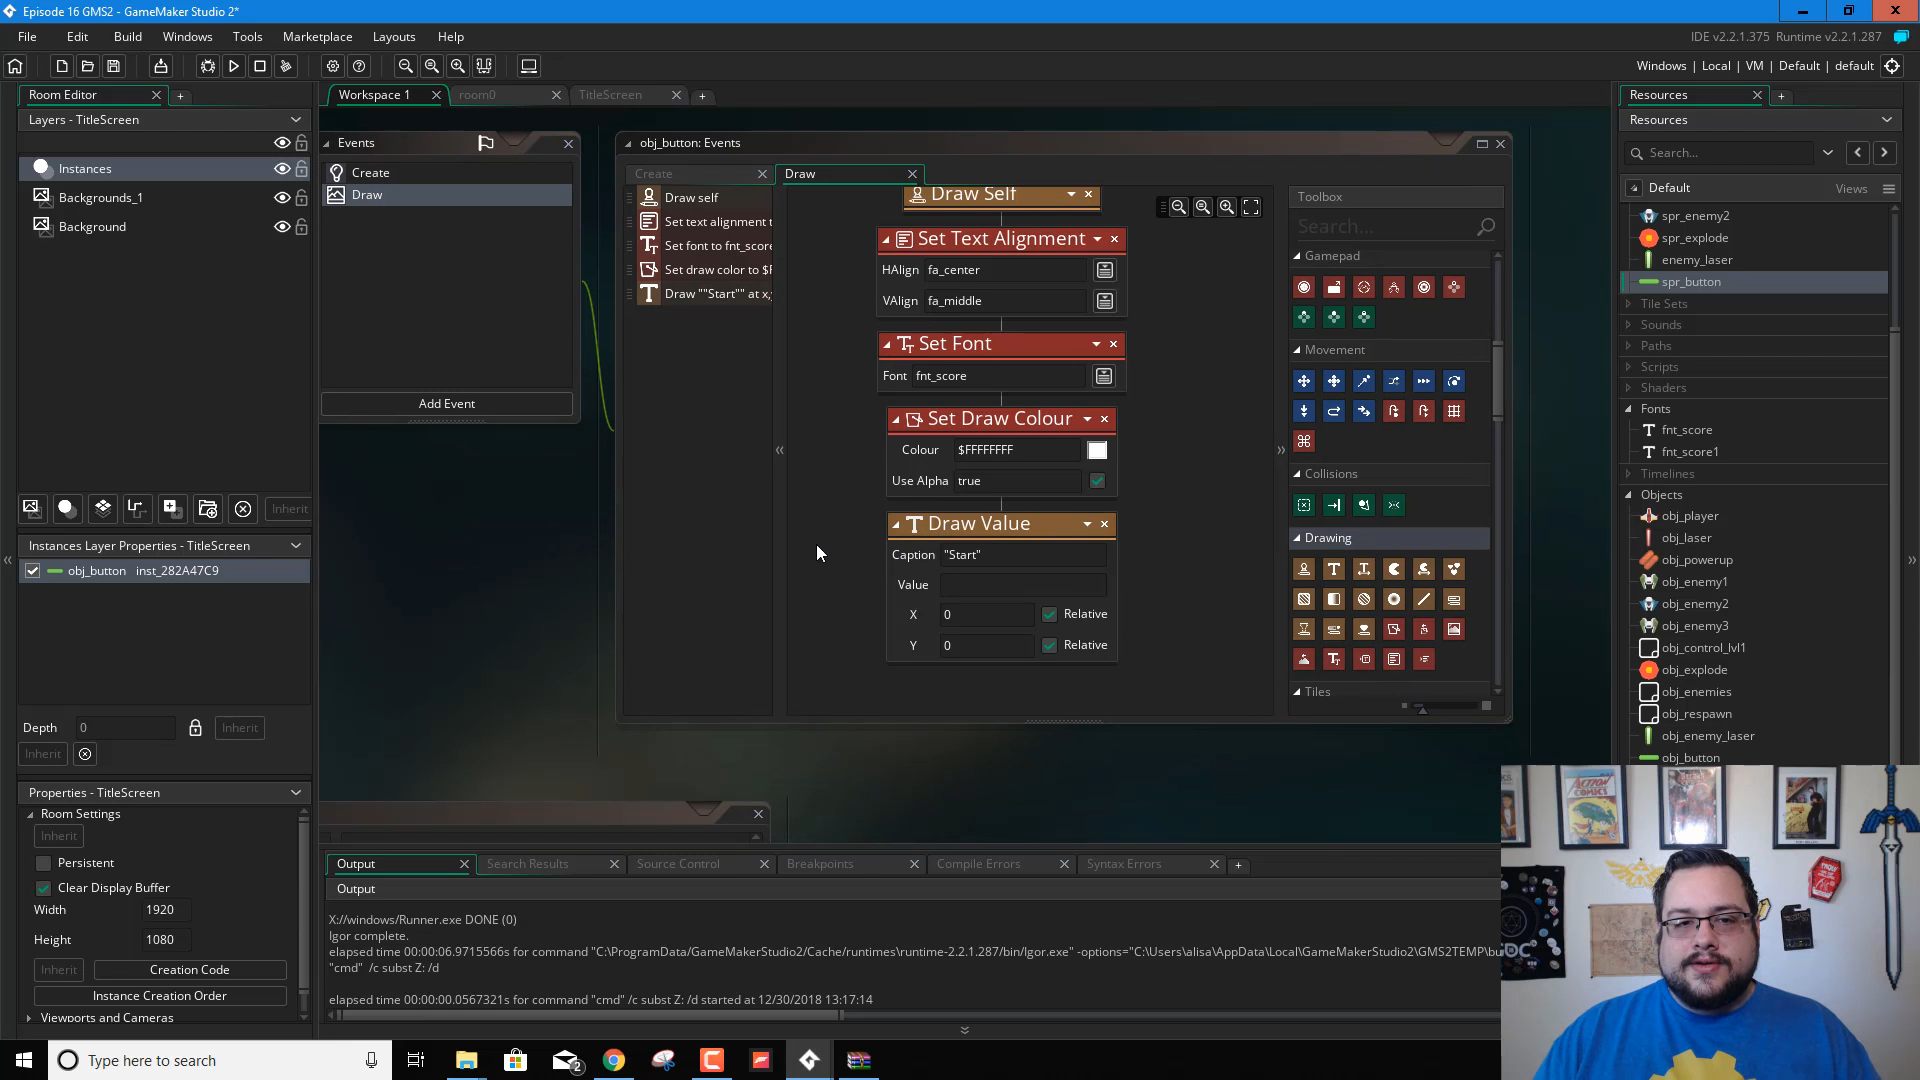 Episode 16 GMS2 - GameMaker Studio 2*
File Edit Build Windows Tools Marketplace Layouts Help
IDE v2.2.1.375 Runtime v2.2.1.287
Windows | Local | VM | Default | default
Room Editor
Workspace 1
room0
TitleScreen
Resources
Layers - TitleScreen
Resources
Events
obj_button: Events
Search...
Instances
Create
Draw
Create
Draw
Default
Views
Backgrounds_1
Background
Draw self
Set text alignment t
Set font to fnt_score
Set draw color to $F
Draw ""Start"" at x,
Draw Self
Set Text Alignment
HAlign fa_center
VAlign fa_middle
Set Font
Font fnt_score
Set Draw Colour
Colour $FFFFFFFF
Use Alpha true
Draw Value
Caption "Start"
Value
X 0 Relative
Y 0 Relative
Toolbox
Search...
Gamepad
Movement
Collisions
Drawing
Tiles
spr_enemy2
spr_explode
enemy_laser
spr_button
Tile Sets
Sounds
Paths
Scripts
Shaders
Fonts
fnt_score
fnt_score1
Timelines
Objects
obj_player
obj_laser
obj_powerup
obj_enemy1
obj_enemy2
obj_enemy3
obj_control_lvl1
obj_explode
obj_enemies
obj_respawn
obj_enemy_laser
obj_button
Add Event
Inherit
Instances Layer Properties - TitleScreen
obj_button inst_282A47C9
Depth 0 Inherit
Inherit
Properties - TitleScreen
Room Settings
Inherit
Persistent
Clear Display Buffer
Width 1920
Height 1080
Inherit Creation Code
Instance Creation Order
Viewports and Cameras
Output Search Results Source Control Breakpoints Compile Errors Syntax Errors
Output
X://windows/Runner.exe DONE (0)
Igor complete.
elapsed time 00:00:06.9715566s for command "C:\ProgramData/GameMakerStudio2/Cache/runtimes\runtime-2.2.1.287/bin/Igor.exe" -options="C:\Users\alisa\AppData\Local\GameMakerStudio2\GMS2TEMP\bu
"cmd" /c subst Z: /d
elapsed time 00:00:00.0567321s for command "cmd" /c subst Z: /d started at 12/30/2018 13:17:14
Type here to search
2
ACTION COMICS